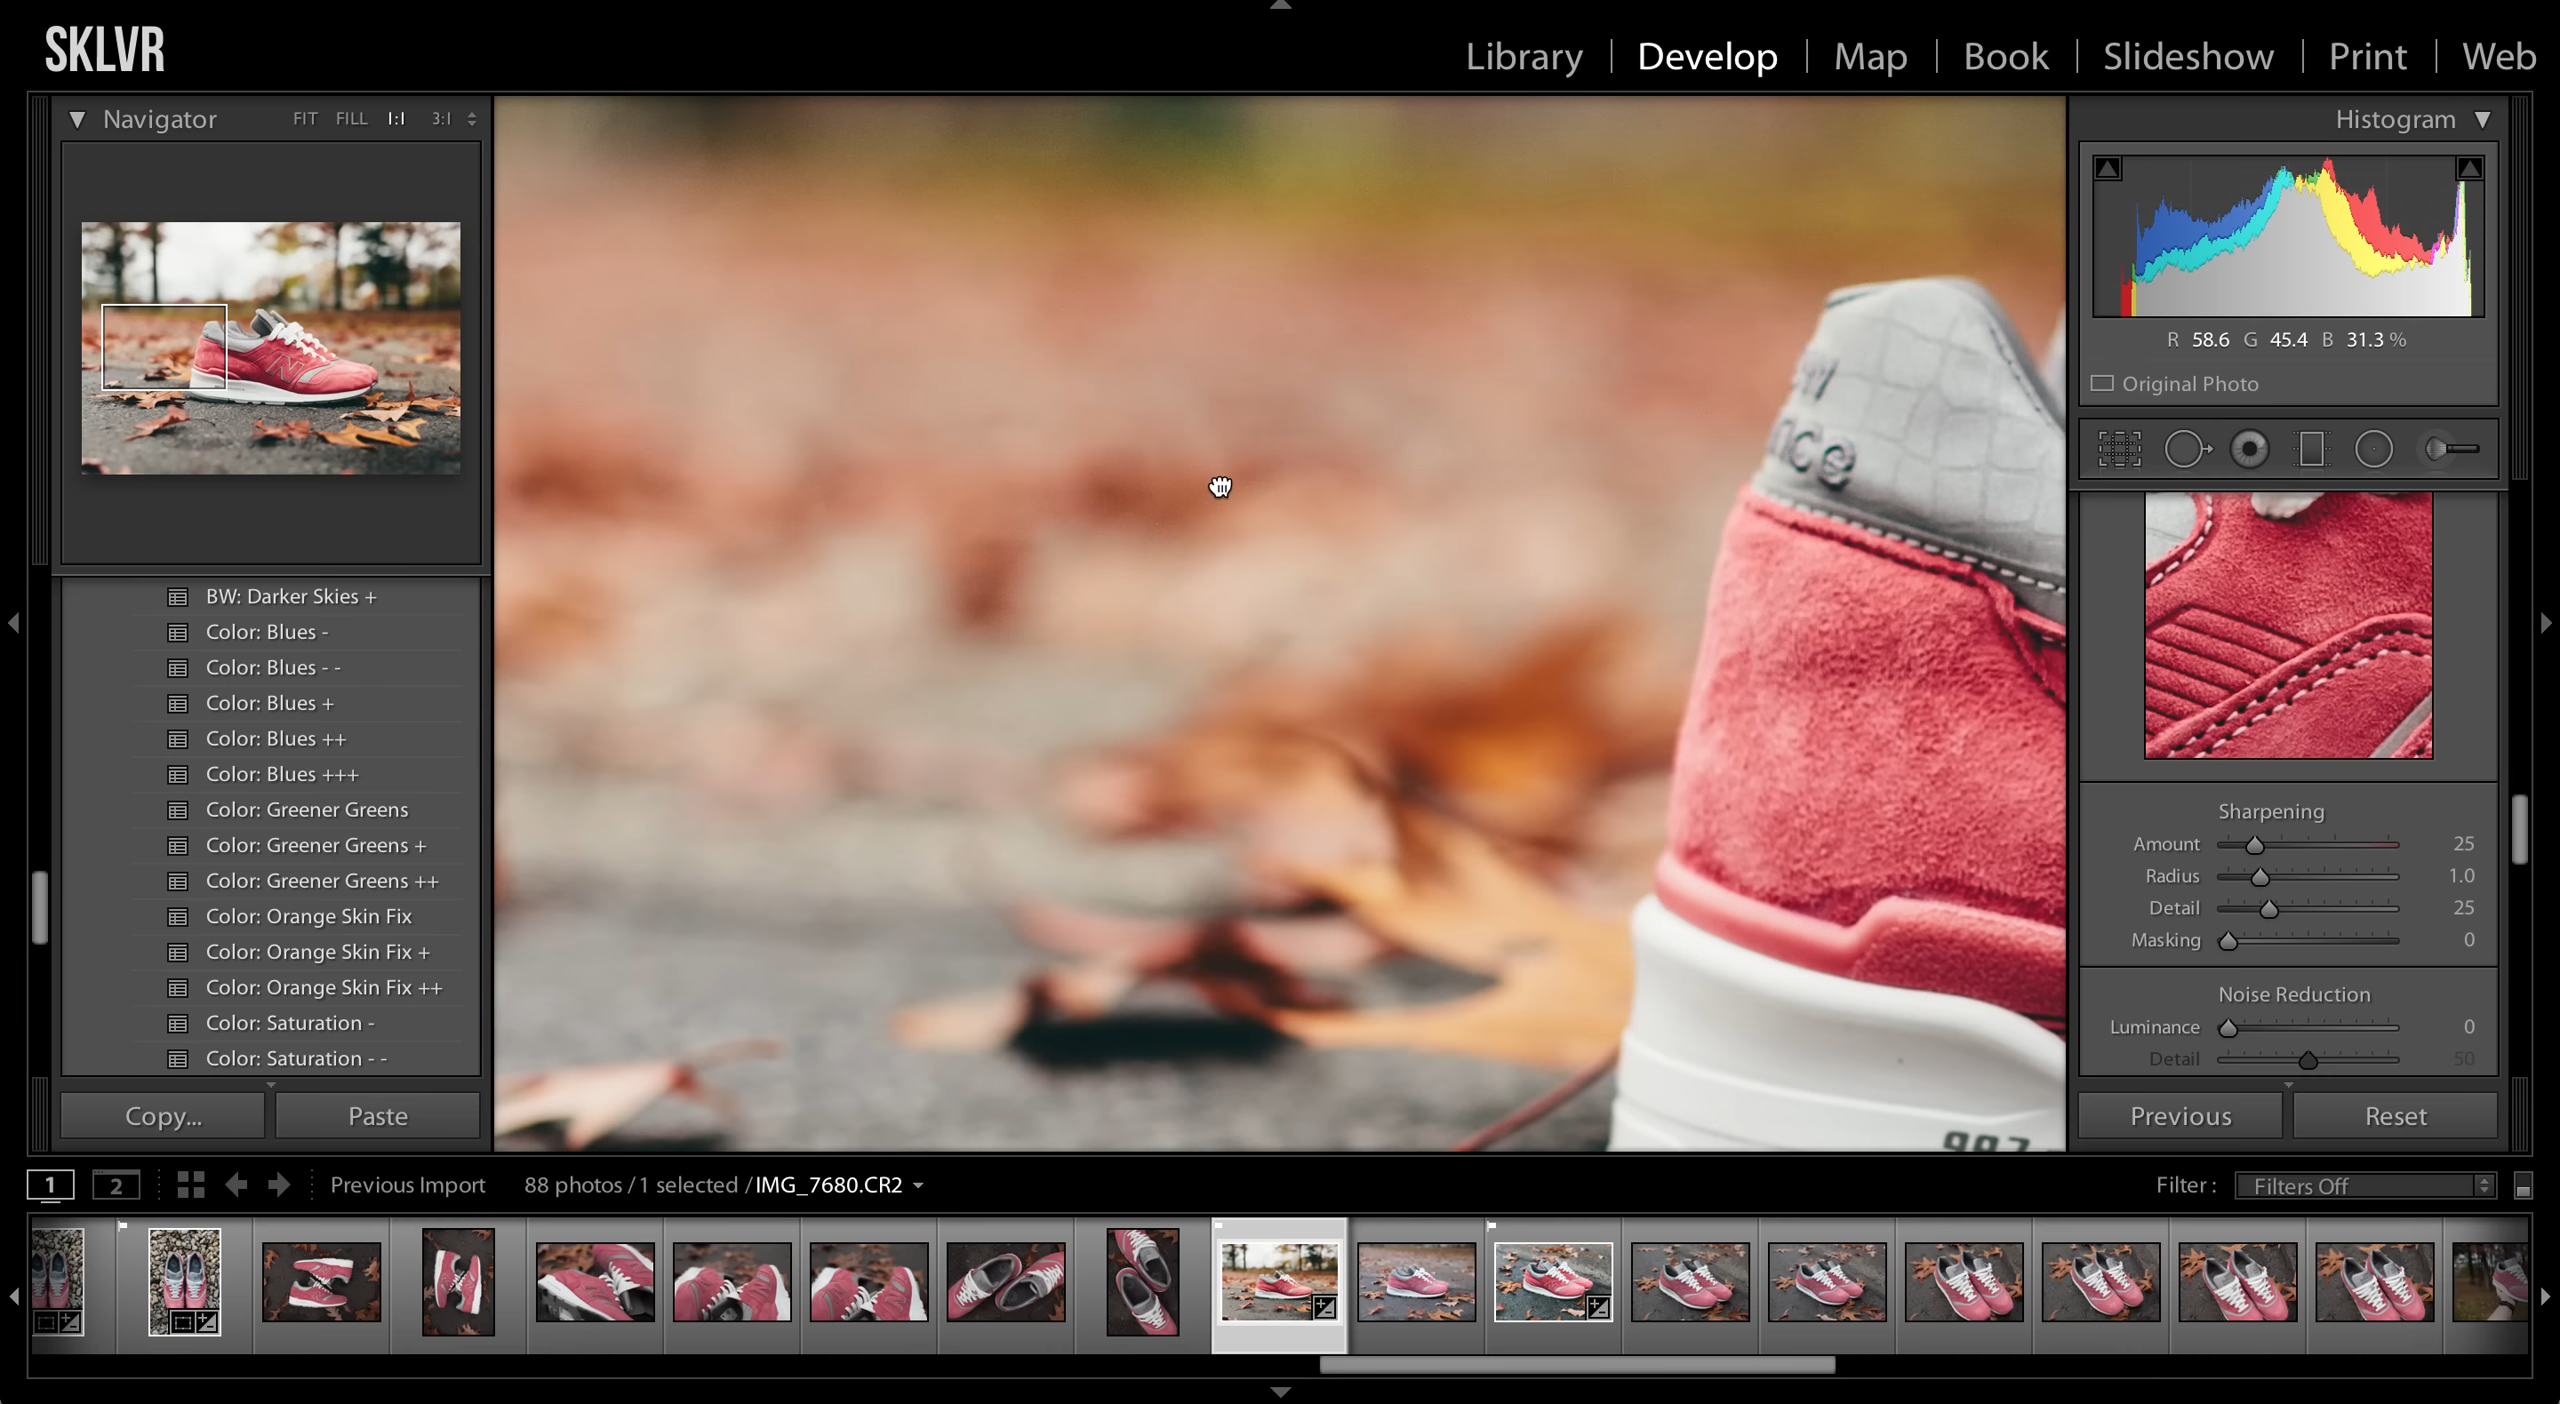 SKLVR
Library | Develop | Map | Book | Slideshow | Print | Web
Navigator FIT FILL 1:1 3:1
Histogram
R 58.6 G 45.4 B 31.3 %
Original Photo
nce
BW: Darker Skies +
Color: Blues -
Color: Blues - -
Color: Blues +
Color: Blues ++
Color: Blues +++
Color: Greener Greens
Color: Greener Greens +
Color: Greener Greens ++
Color: Orange Skin Fix
Color: Orange Skin Fix +
Color: Orange Skin Fix ++
Color: Saturation -
Color: Saturation - -
Sharpening
Amount 25
Radius 1.0
Detail 25
Masking 0
Noise Reduction
Luminance 0
Detail 50
997
Copy... Paste
Previous Reset
1 2 Previous Import 88 photos / 1 selected / IMG_7680.CR2
Filter : Filters Off